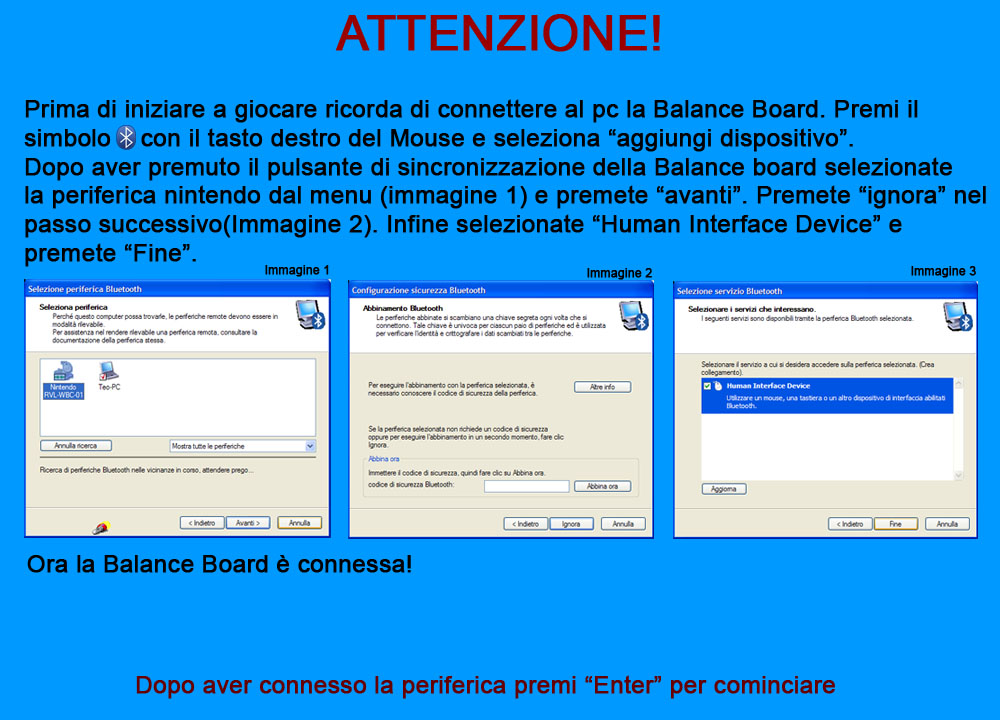 ATTENZIONE!
Prima di iniziare a giocare ricorda di connettere al pc la Balance Board. Premi il
simbolo con il tasto destro del Mouse e seleziona “aggiungi dispositivo”.
Dopo aver premuto il pulsante di sincronizzazione della Balance board selezionate
la periferica nintendo dal menu (immagine 1) e premete “avanti”. Premete “ignora” nel
passo successivo(Immagine 2). Infine selezionate “Human Interface Device” e
premete “Fine”.
Immagine 1
Selezione periferica Bluetooth
Seleziona periferica
Perché questo computer possa trovarle, le periferiche remote devono essere in
modalità rilevabile.
Per assistenza nel rendere rilevabile una periferica remota, consultare la
documentazione della periferica stessa.
Nintendo
RVL-WBC-01
Teo-PC
Annulla ricerca
Mostra tutte le periferiche
Ricerca di periferiche Bluetooth nelle vicinanze in corso, attendere prego...
< Indietro
Avanti >
Annulla
Immagine 2
Configurazione sicurezza Bluetooth
Abbinamento Bluetooth
Le periferiche abbinate si scambiano una chiave segreta ogni volta che si
connettono. Tale chiave è univoca per ciascun paio di periferiche ed è utilizzata
per verificare l'identità e crittografare i dati scambiati tra le periferiche.
Per eseguire l'abbinamento con la periferica selezionata, è
necessario conoscere il codice di sicurezza della periferica.
Altre info
Se la periferica selezionata non richiede un codice di sicurezza
oppure per eseguire l'abbinamento in un secondo momento, fare clic
Ignora.
Abbina ora
Immettere il codice di sicurezza, quindi fare clic su Abbina ora.
codice di sicurezza Bluetooth:
Abbina ora
< Indietro
Ignora
Annulla
Immagine 3
Selezione servizio Bluetooth
Selezionare i servizi che interessano.
I seguenti servizi sono disponibili tramite la periferica Bluetooth selezionata.
Selezionare il servizio a cui si desidera accedere sulla periferica selezionata. (Crea
collegamento).
Human Interface Device
Utilizzare un mouse, una tastiera o un altro dispositivo di interfaccia abilitati
Bluetooth.
Aggiorna
< Indietro
Fine
Annulla
Ora la Balance Board è connessa!
Dopo aver connesso la periferica premi “Enter” per cominciare